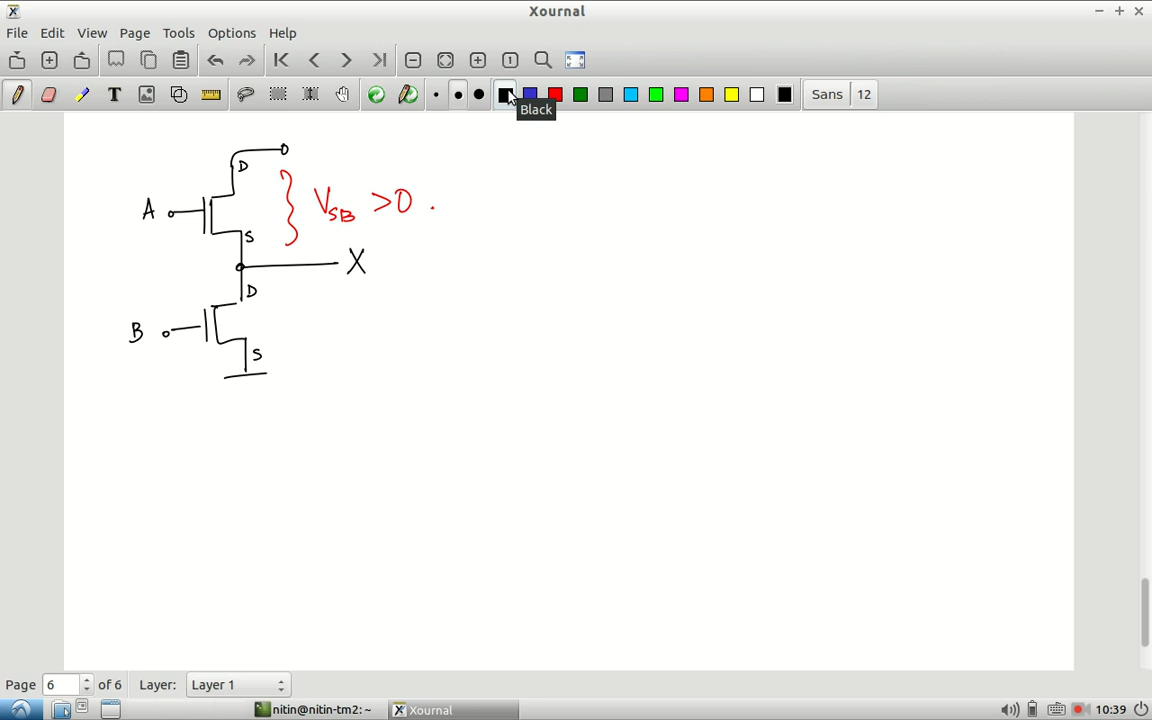 Xournal
File Edit View Page Tools Options Help
Sans 12
Black
D
A
S
V_SB > 0 .
X
D
B
S
Page 6 of 6 Layer: Layer 1
nitin@nitin-tm2: ~ Xournal 10:39